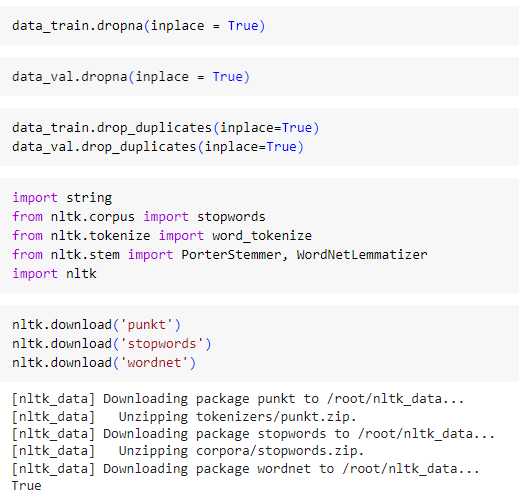 data_train.dropna(inplace = True)
data_val.dropna(inplace = True)
data_train.drop_duplicates(inplace=True)
data_val.drop_duplicates(inplace=True)
import string
from nltk.corpus import stopwords
from nltk.tokenize import word_tokenize
from nltk.stem import PorterStemmer, WordNetLemmatizer
import nltk
nltk.download('punkt')
nltk.download('stopwords')
nltk.download('wordnet')
[nltk_data] Downloading package punkt to /root/nltk_data...
[nltk_data]   Unzipping tokenizers/punkt.zip.
[nltk_data] Downloading package stopwords to /root/nltk_data...
[nltk_data]   Unzipping corpora/stopwords.zip.
[nltk_data] Downloading package wordnet to /root/nltk_data...
True